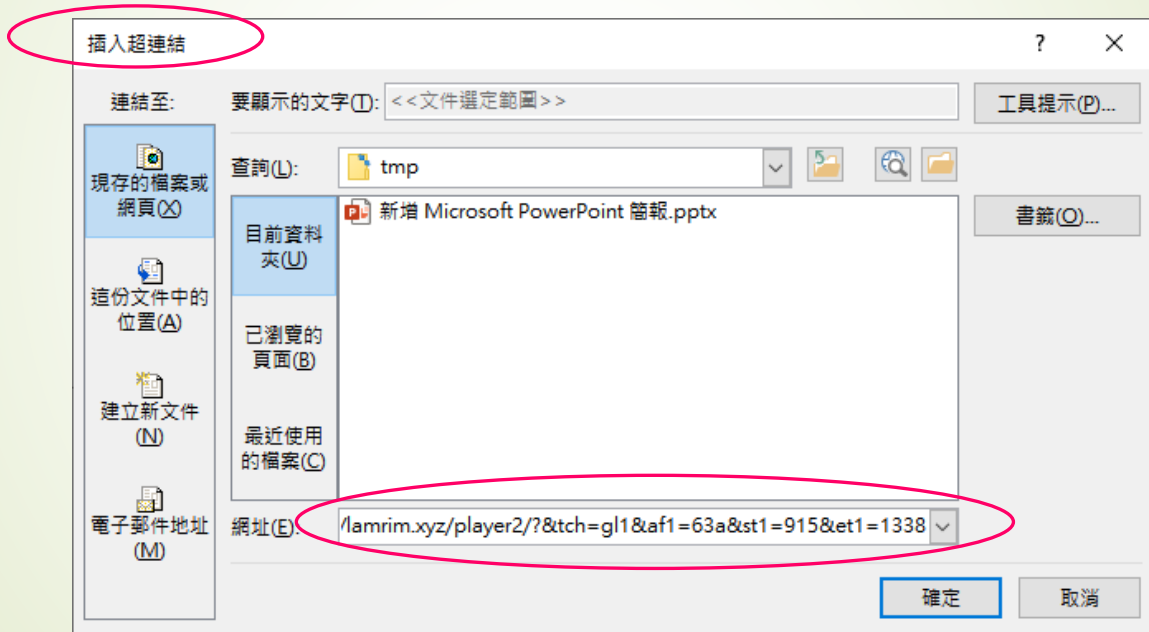 插入超連結
?
連結至:
要顯示的文字(T): <<文件選定範圍>>
工具提示(P)...
現存的檔案或
網頁(X)
查詢(L):
tmp
目前資料
夾(U)
新增 Microsoft PowerPoint 簡報.pptx
書籤(O)...
這份文件中的
位置(A)
已瀏覽的
頁面(B)
建立新文件
(N)
最近使用
的檔案(C)
電子郵件地址
(M)
網址(E):
/lamrim.xyz/player2/?&tch=gl1&af1=63a&st1=915&et1=1338
確定
取消